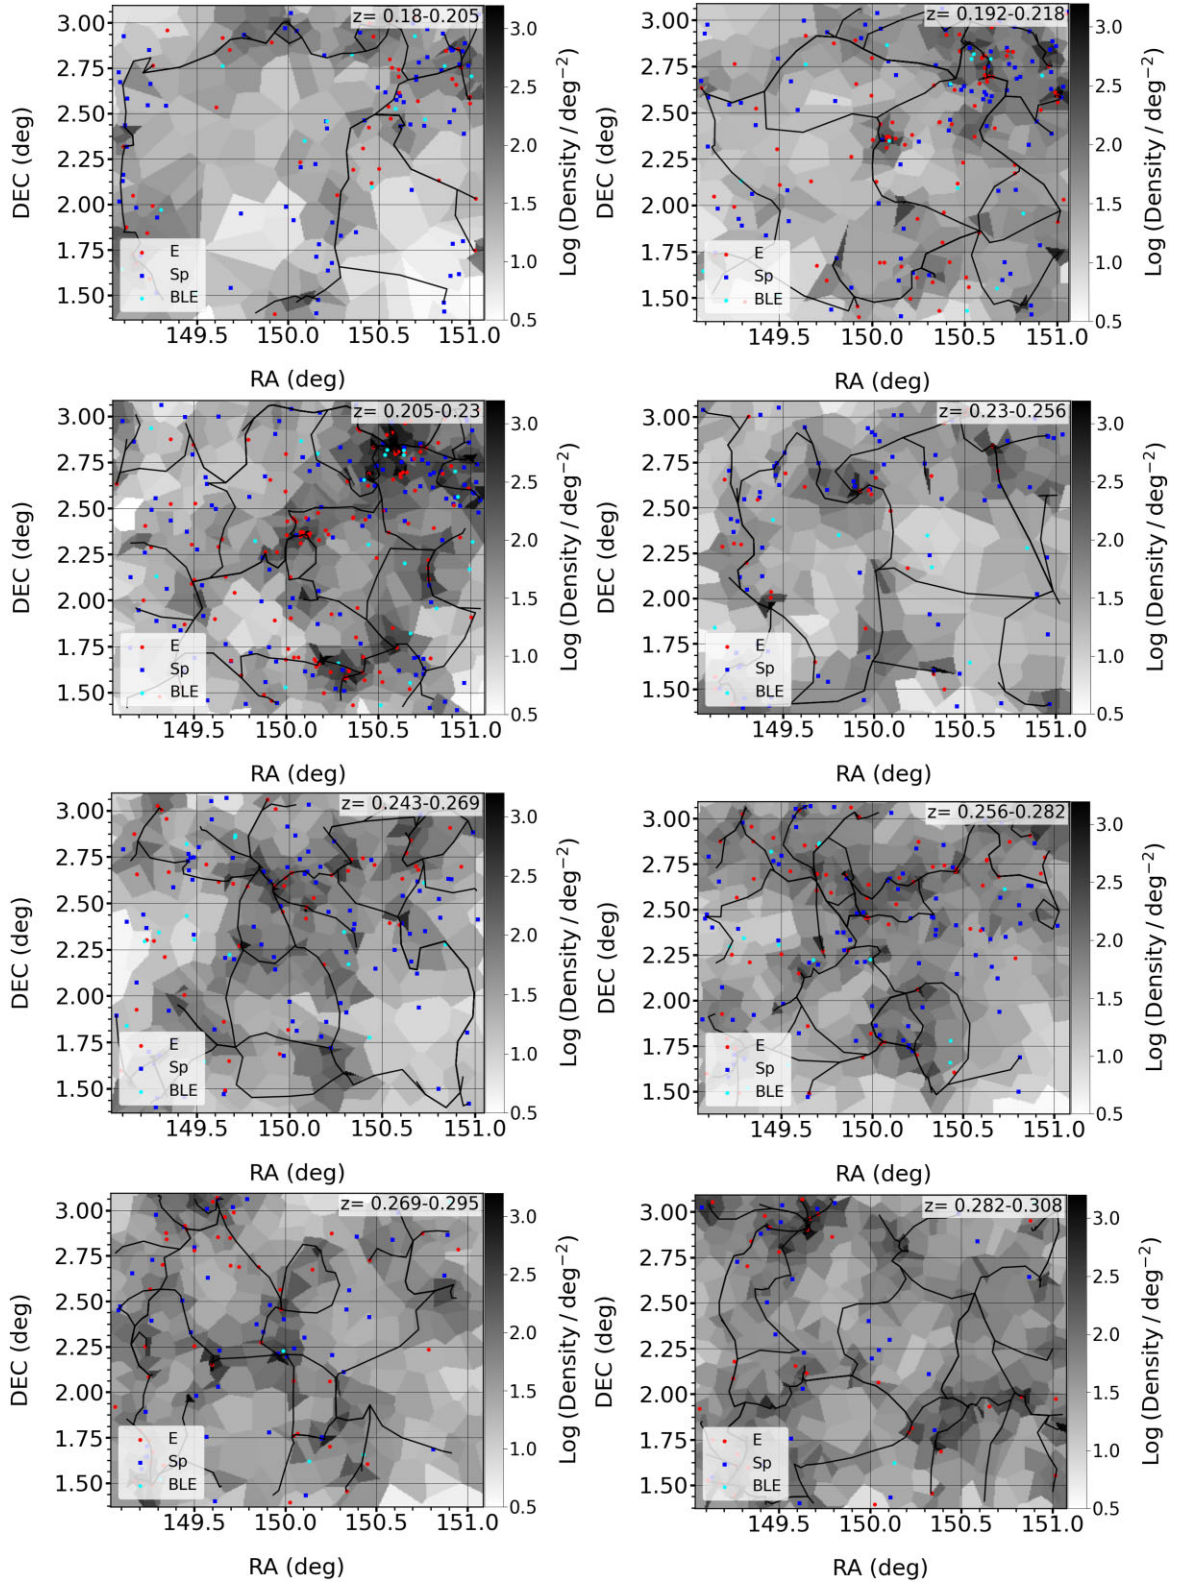 z= 0.18-0.205
3.00
2.75
2.50
2.25
2.00
1.75
1.50
149.5 150.0 150.5 151.0
RA (deg)
DEC (deg)
E
Sp
BLE
3.0
2.5
2.0
1.5
1.0
0.5
Log (Density / deg⁻²)
z= 0.192-0.218
3.00
2.75
2.50
2.25
2.00
1.75
1.50
149.5 150.0 150.5 151.0
RA (deg)
DEC (deg)
E
Sp
BLE
3.0
2.5
2.0
1.5
1.0
0.5
Log (Density / deg⁻²)
z= 0.205-0.23
3.00
2.75
2.50
2.25
2.00
1.75
1.50
149.5 150.0 150.5 151.0
RA (deg)
DEC (deg)
E
Sp
BLE
3.0
2.5
2.0
1.5
1.0
0.5
Log (Density / deg⁻²)
z= 0.23-0.256
3.00
2.75
2.50
2.25
2.00
1.75
1.50
149.5 150.0 150.5 151.0
RA (deg)
DEC (deg)
E
Sp
BLE
3.0
2.5
2.0
1.5
1.0
0.5
Log (Density / deg⁻²)
z= 0.243-0.269
3.00
2.75
2.50
2.25
2.00
1.75
1.50
149.5 150.0 150.5 151.0
RA (deg)
DEC (deg)
E
Sp
BLE
3.0
2.5
2.0
1.5
1.0
0.5
Log (Density / deg⁻²)
z= 0.256-0.282
3.00
2.75
2.50
2.25
2.00
1.75
1.50
149.5 150.0 150.5 151.0
RA (deg)
DEC (deg)
E
Sp
BLE
3.0
2.5
2.0
1.5
1.0
0.5
Log (Density / deg⁻²)
z= 0.269-0.295
3.00
2.75
2.50
2.25
2.00
1.75
1.50
149.5 150.0 150.5 151.0
RA (deg)
DEC (deg)
E
Sp
BLE
3.0
2.5
2.0
1.5
1.0
0.5
Log (Density / deg⁻²)
z= 0.282-0.308
3.00
2.75
2.50
2.25
2.00
1.75
1.50
149.5 150.0 150.5 151.0
RA (deg)
DEC (deg)
E
Sp
BLE
3.0
2.5
2.0
1.5
1.0
0.5
Log (Density / deg⁻²)